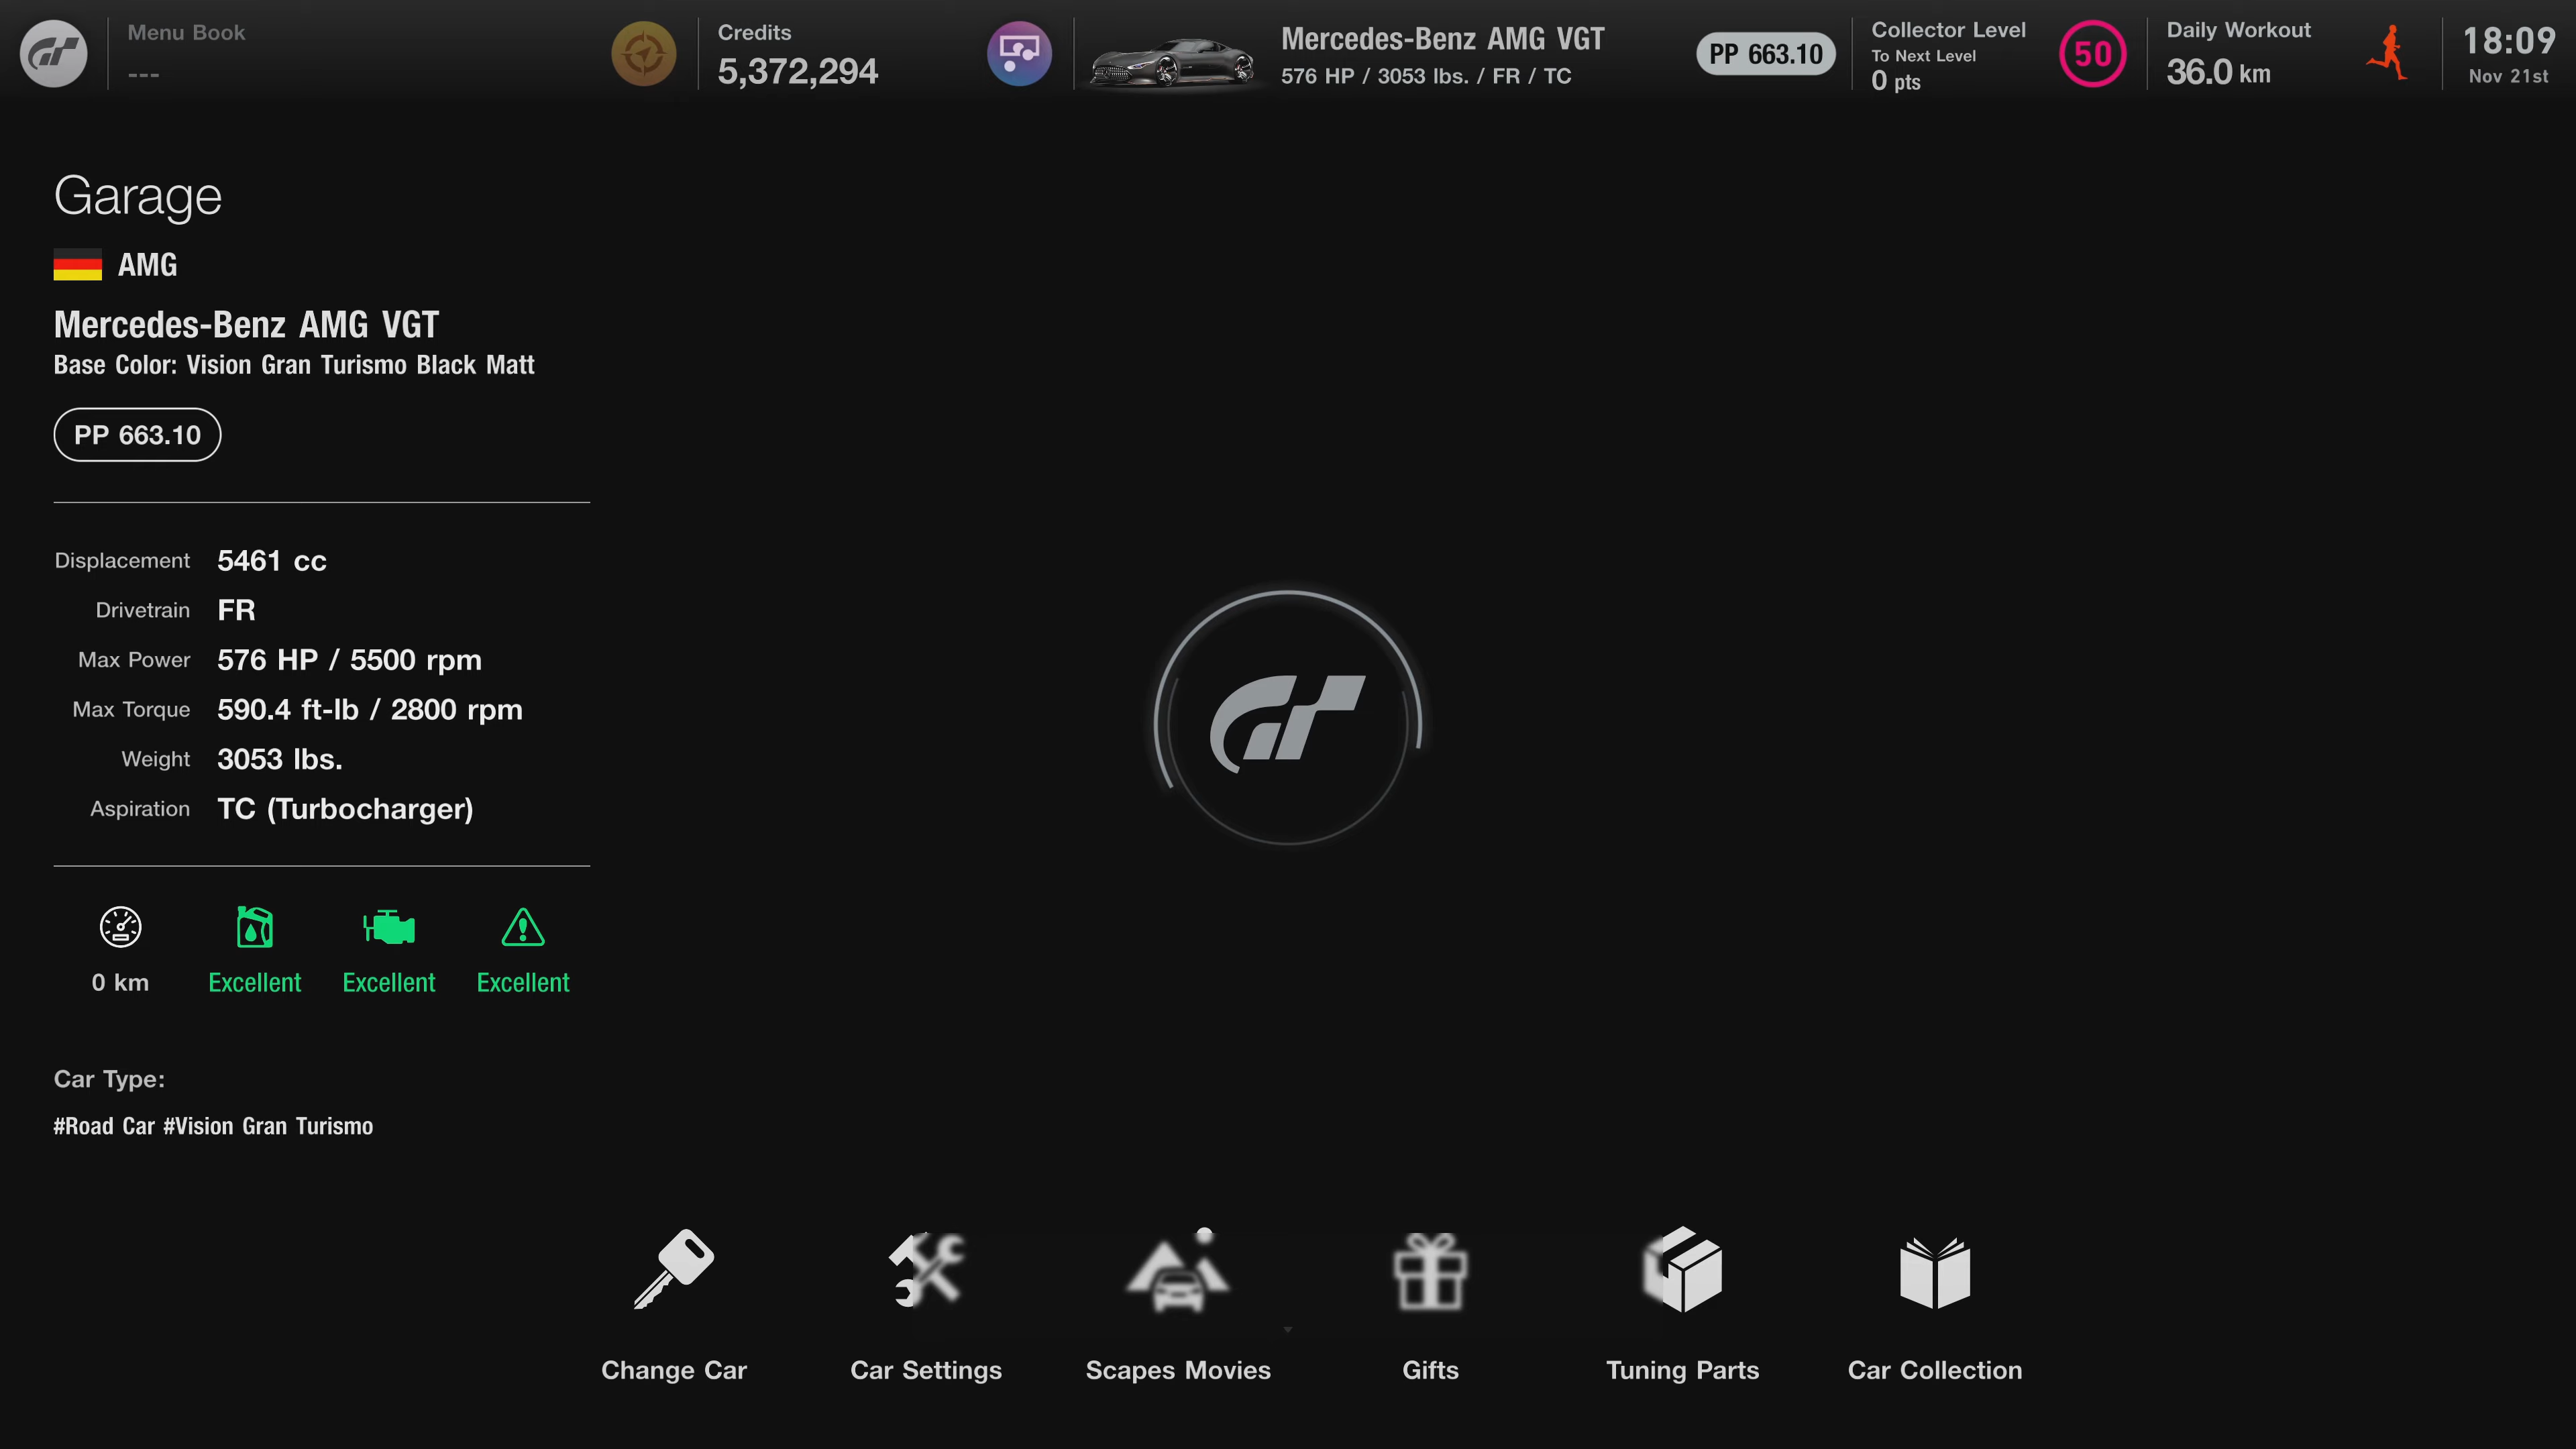 Menu Book
---
Credits
5,372,294
Mercedes-Benz AMG VGT
576 HP / 3053 lbs. / FR / TC
PP 663.10
Collector Level
To Next Level
0 pts
50
Daily Workout
36.0 km
18:09
Nov 21st
Garage
AMG
Mercedes-Benz AMG VGT
Base Color: Vision Gran Turismo Black Matt
PP 663.10
Displacement 5461 cc
Drivetrain FR
Max Power 576 HP / 5500 rpm
Max Torque 590.4 ft-lb / 2800 rpm
Weight 3053 lbs.
Aspiration TC (Turbocharger)
0 km Excellent Excellent Excellent
Car Type:
#Road Car #Vision Gran Turismo
Change Car Car Settings Scapes Movies Gifts Tuning Parts Car Collection